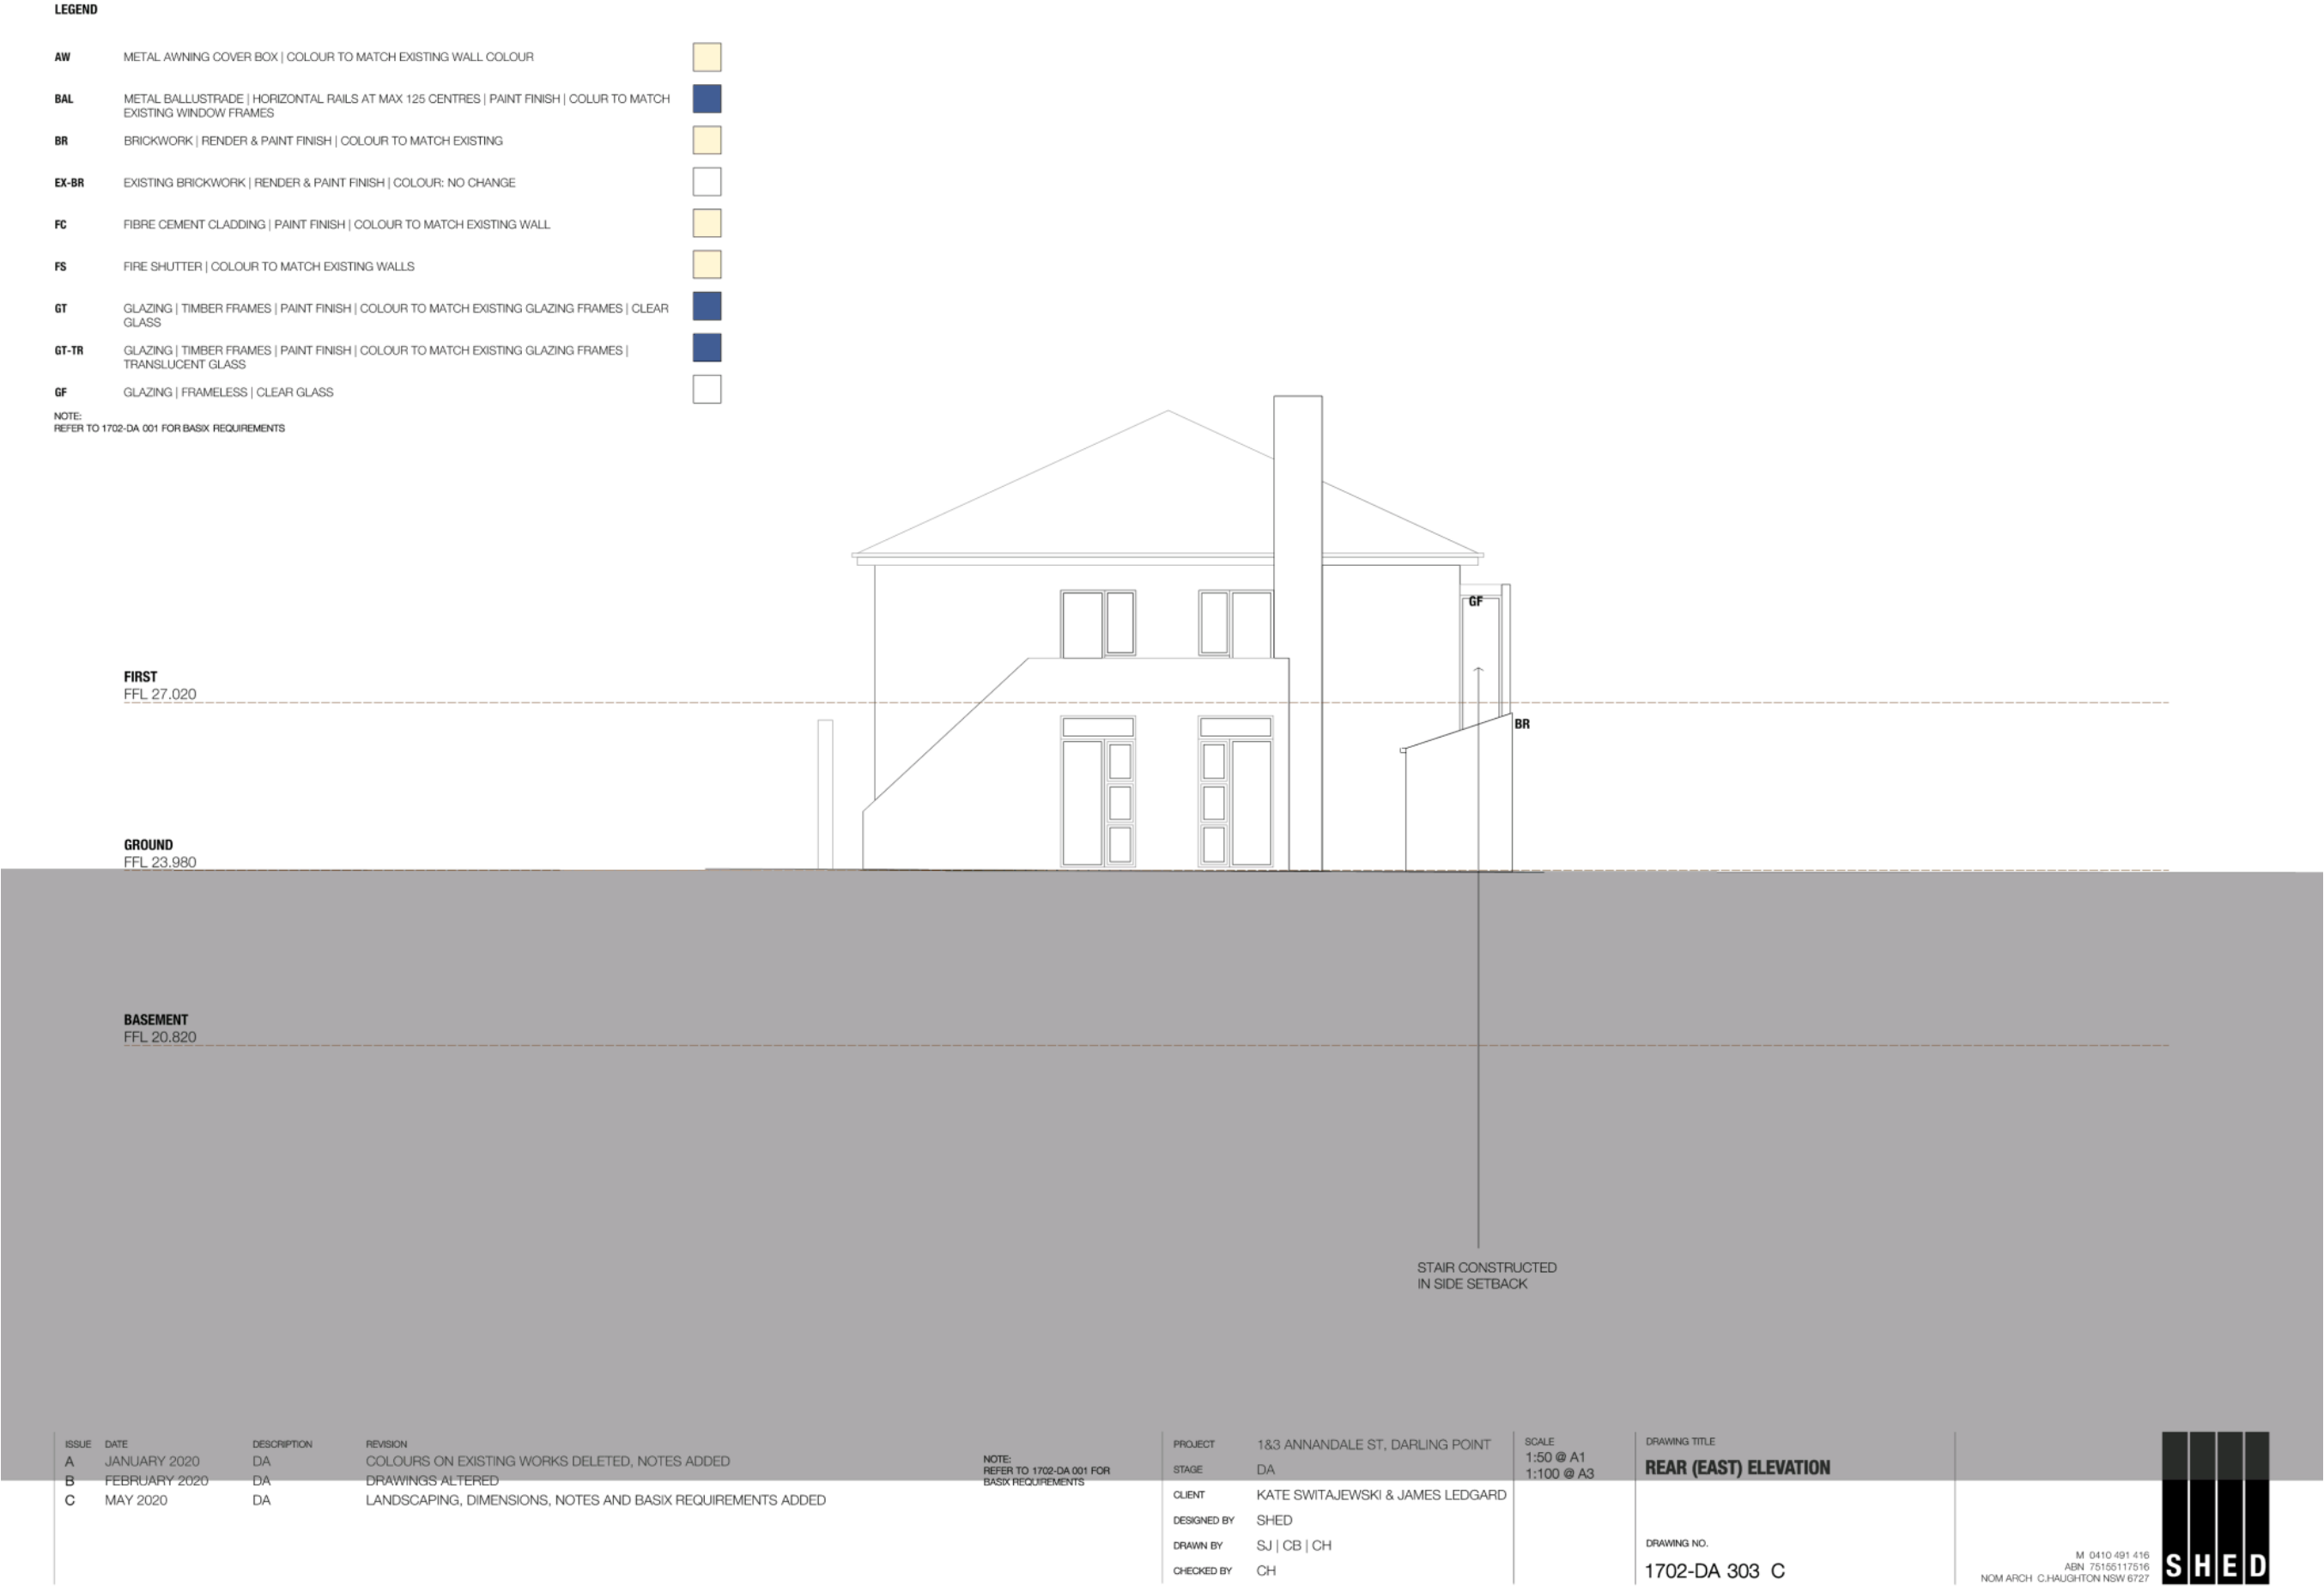 LEGEND
AW METAL AWNING COVER BOX | COLOUR TO MATCH EXISTING WALL COLOUR
BAL METAL BALLUSTRADE | HORIZONTAL RAILS AT MAX 125 CENTRES | PAINT FINISH | COLUR TO MATCH
EXISTING WINDOW FRAMES
BR BRICKWORK | RENDER & PAINT FINISH | COLOUR TO MATCH EXISTING
EX-BR EXISTING BRICKWORK | RENDER & PAINT FINISH | COLOUR: NO CHANGE
FC FIBRE CEMENT CLADDING | PAINT FINISH | COLOUR TO MATCH EXISTING WALL
FS FIRE SHUTTER | COLOUR TO MATCH EXISTING WALLS
GT GLAZING | TIMBER FRAMES | PAINT FINISH | COLOUR TO MATCH EXISTING GLAZING FRAMES | CLEAR
GLASS
GT-TR GLAZING | TIMBER FRAMES | PAINT FINISH | COLOUR TO MATCH EXISTING GLAZING FRAMES |
TRANSLUCENT GLASS
GF GLAZING | FRAMELESS | CLEAR GLASS
NOTE:
REFER TO 1702-DA 001 FOR BASIX REQUIREMENTS
GF
FIRST
FFL 27.020
BR
GROUND
FFL 23.980
BASEMENT
FFL 20.820
STAIR CONSTRUCTED
IN SIDE SETBACK
ISSUE DATE DESCRIPTION REVISION
A JANUARY 2020 DA COLOURS ON EXISTING WORKS DELETED, NOTES ADDED
B FEBRUARY 2020 DA DRAWINGS ALTERED
C MAY 2020 DA LANDSCAPING, DIMENSIONS, NOTES AND BASIX REQUIREMENTS ADDED
NOTE:
REFER TO 1702-DA 001 FOR
BASIX REQUIREMENTS
PROJECT 1&3 ANNANDALE ST, DARLING POINT
STAGE DA
CLIENT KATE SWITAJEWSKI & JAMES LEDGARD
DESIGNED BY SHED
DRAWN BY SJ | CB | CH
CHECKED BY CH
SCALE
1:50 @ A1
1:100 @ A3
DRAWING TITLE
REAR (EAST) ELEVATION
DRAWING NO.
1702-DA 303 C
M 0410 491 416
ABN 75155117516
NOM ARCH C.HAUGHTON NSW 6727
SHED